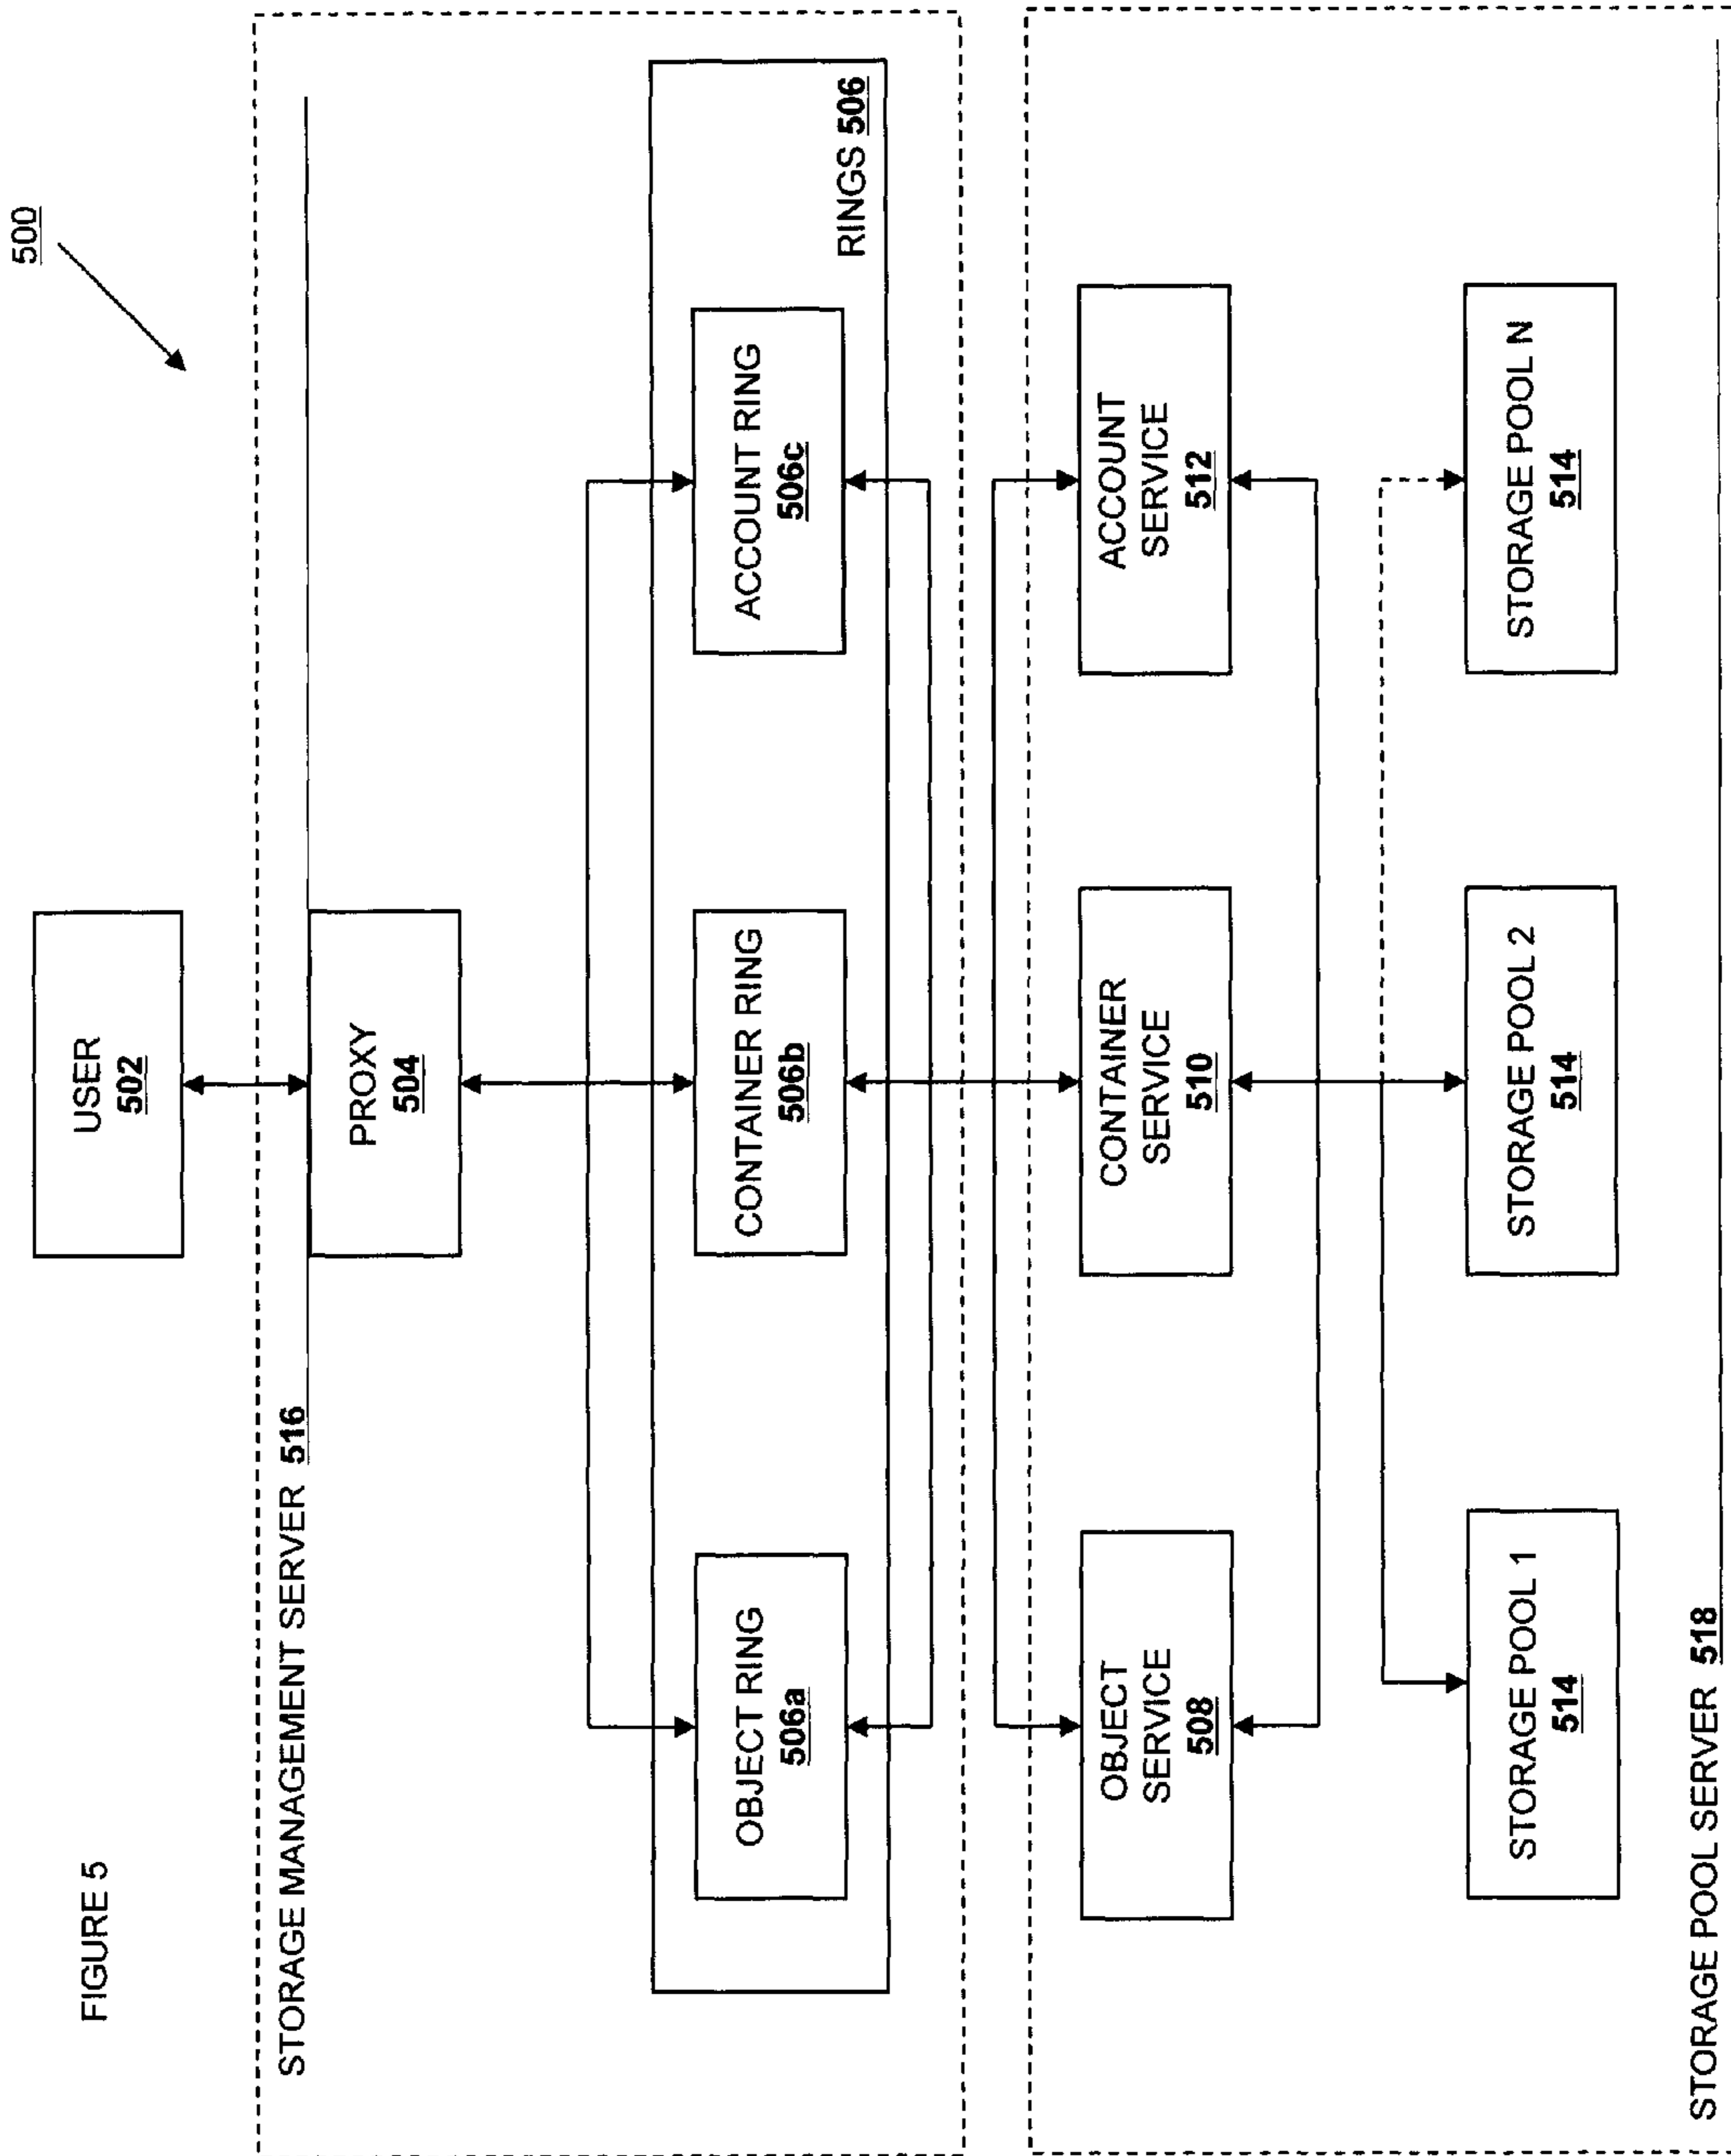 FIGURE 5
500
USER
502
STORAGE MANAGEMENT SERVER 516
PROXY
504
OBJECT RING
506a
CONTAINER RING
506b
ACCOUNT RING
506c
RINGS 506
OBJECT
SERVICE
508
CONTAINER
SERVICE
510
ACCOUNT
SERVICE
512
STORAGE POOL 1
514
STORAGE POOL 2
514
STORAGE POOL N
514
STORAGE POOL SERVER 518